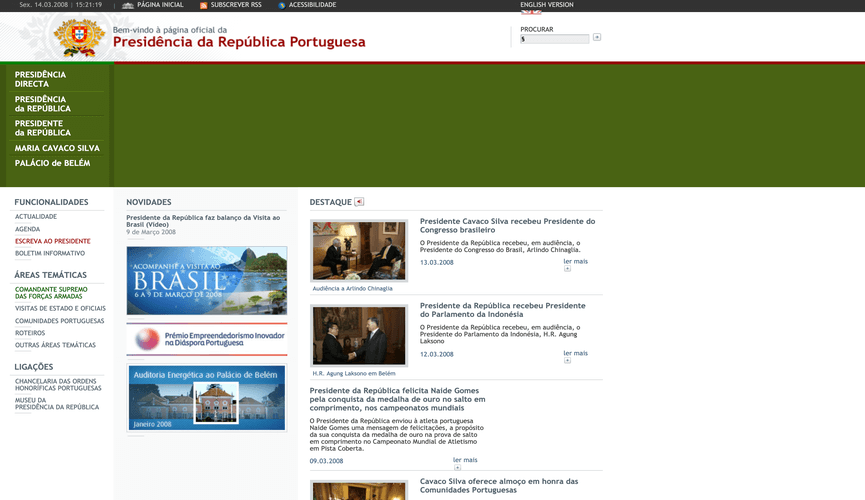 Sex. 14.03.2008 | 15:21:19
PÁGINA INICIAL
SUBSCREVER RSS
ACESSIBILIDADE
ENGLISH VERSION
Bem-vindo à página oficial da
Presidência da República Portuguesa
PROCURAR
PRESIDÊNCIA
DIRECTA
PRESIDÊNCIA
da REPÚBLICA
PRESIDENTE
da REPÚBLICA
MARIA CAVACO SILVA
PALÁCIO de BELÉM
FUNCIONALIDADES
ACTUALIDADE
AGENDA
ESCREVA AO PRESIDENTE
BOLETIM INFORMATIVO
ÁREAS TEMÁTICAS
COMANDANTE SUPREMO
DAS FORÇAS ARMADAS
VISITAS DE ESTADO E OFICIAIS
COMUNIDADES PORTUGUESAS
ROTEIROS
OUTRAS ÁREAS TEMÁTICAS
LIGAÇÕES
CHANCELARIA DAS ORDENS
HONORÍFICAS PORTUGUESAS
MUSEU DA
PRESIDÊNCIA DA REPÚBLICA
NOVIDADES
Presidente da República faz balanço da Visita ao
Brasil (Vídeo)
9 de Março 2008
ACOMPANHE A VISITA AO
BRASIL
6 A 9 DE MARÇO DE 2008
Prémio Empreendedorismo Inovador
na Diáspora Portuguesa
Auditoria Energética ao Palácio de Belém
Janeiro 2008
DESTAQUE
Presidente Cavaco Silva recebeu Presidente do
Congresso brasileiro
O Presidente da República recebeu, em audiência, o
Presidente do Congresso do Brasil, Arlindo Chinaglia.
13.03.2008
ler mais
Audiência a Arlindo Chinaglia
Presidente da República recebeu Presidente
do Parlamento da Indonésia
O Presidente da República recebeu, em audiência, o
Presidente do Parlamento da Indonésia, H.R. Agung
Laksono
12.03.2008
ler mais
H.R. Agung Laksono em Belém
Presidente da República felicita Naide Gomes
pela conquista da medalha de ouro no salto em
comprimento, nos campeonatos mundiais
O Presidente da República enviou à atleta portuguesa
Naide Gomes uma mensagem de felicitações, a propósito
da sua conquista da medalha de ouro na prova de salto
em comprimento no Campeonato Mundial de Atletismo
em Pista Coberta.
09.03.2008
ler mais
Cavaco Silva oferece almoço em honra das
Comunidades Portuguesas